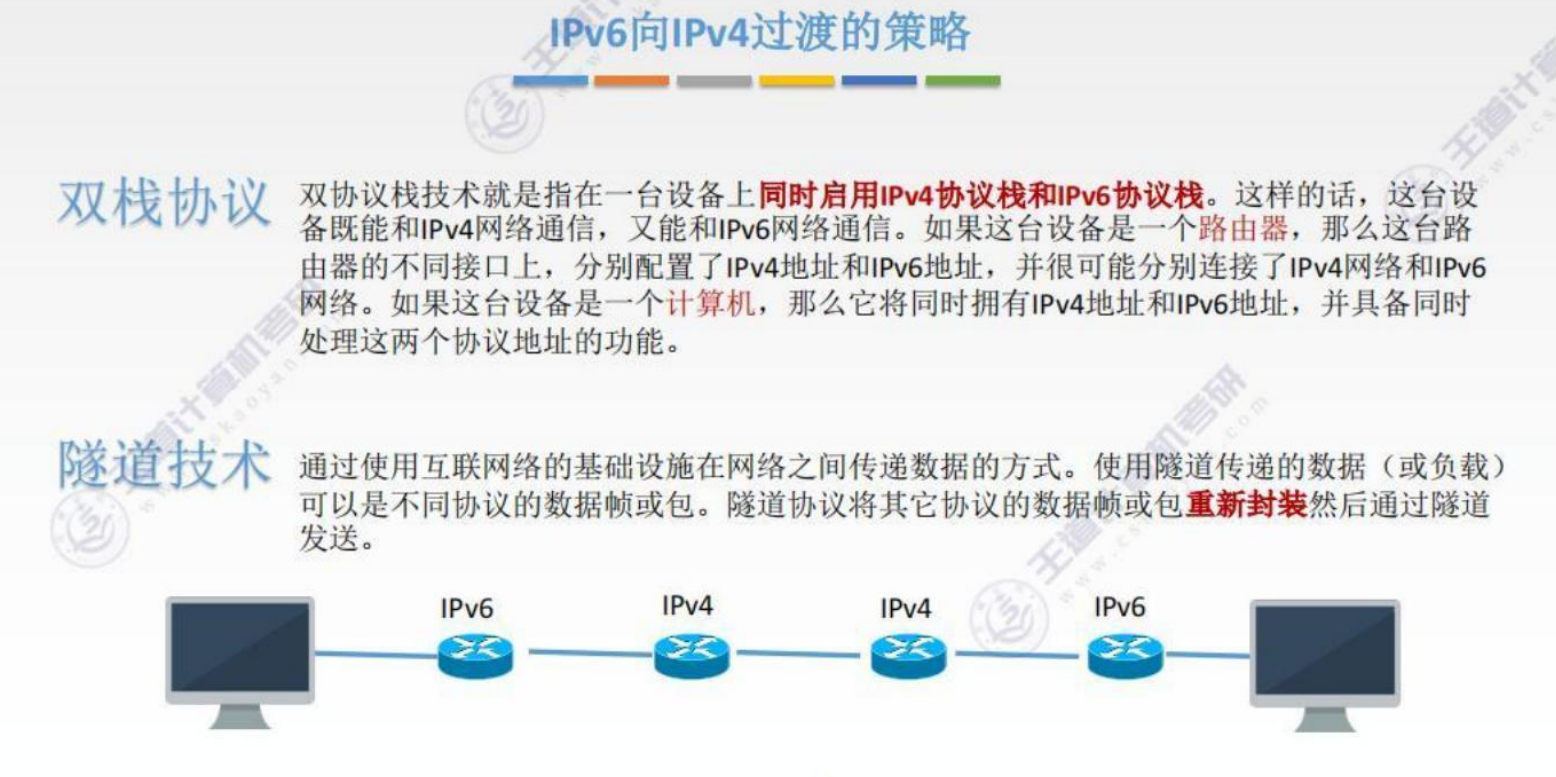 IPv6向IPv4过渡的策略
双栈协议
双协议栈技术就是指在一台设备上同时启用IPv4协议栈和IPv6协议栈。这样的话，这台设
备既能和IPv4网络通信，又能和IPv6网络通信。如果这台设备是一个路由器，那么这台路
由器的不同接口上，分别配置了IPv4地址和IPv6地址，并很可能分别连接了IPv4网络和IPv6
网络。如果这台设备是一个计算机，那么它将同时拥有IPv4地址和IPv6地址，并具备同时
处理这两个协议地址的功能。
隧道技术
通过使用互联网络的基础设施在网络之间传递数据的方式。使用隧道传递的数据（或负载）
可以是不同协议的数据帧或包。隧道协议将其它协议的数据帧或包重新封装然后通过隧道
发送。
IPv6
IPv4
IPv4
IPv6